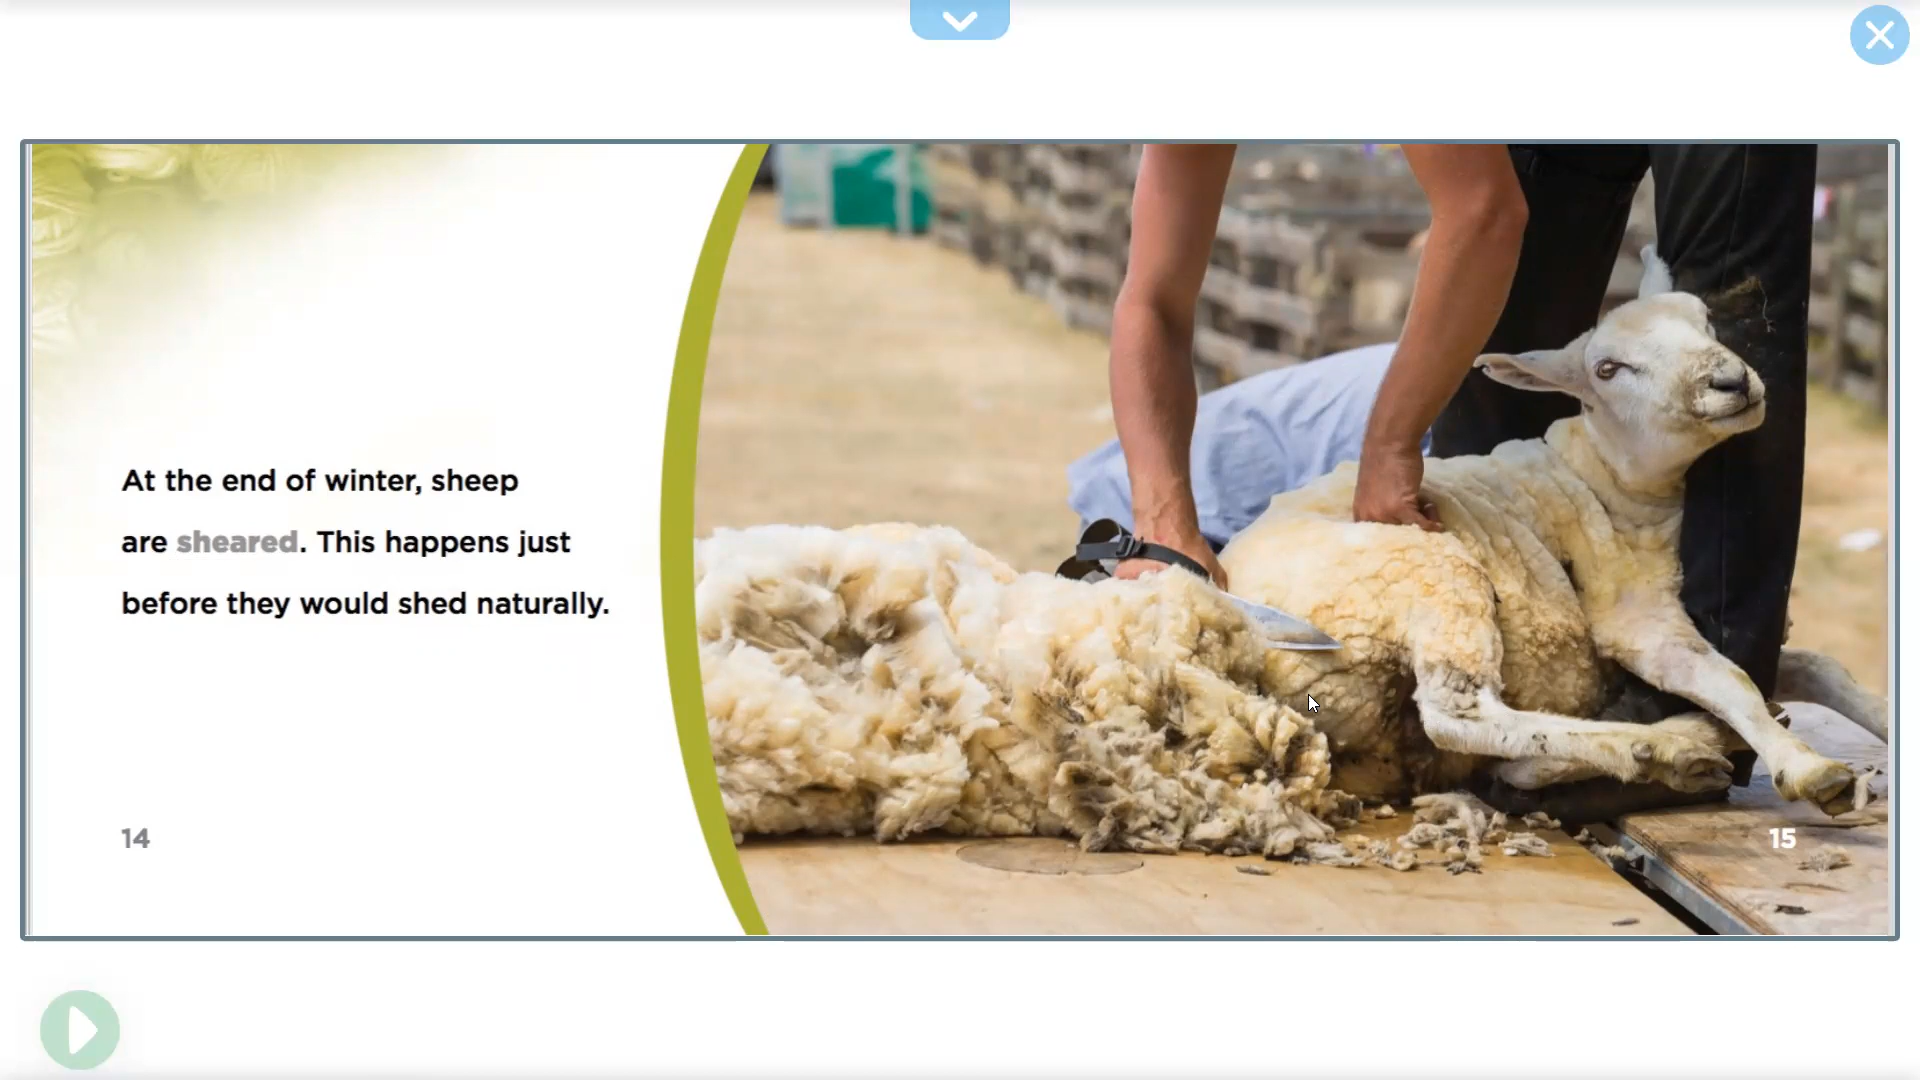 At the end of winter, sheep
are sheared. This happens just
before they would shed naturally.
14
15